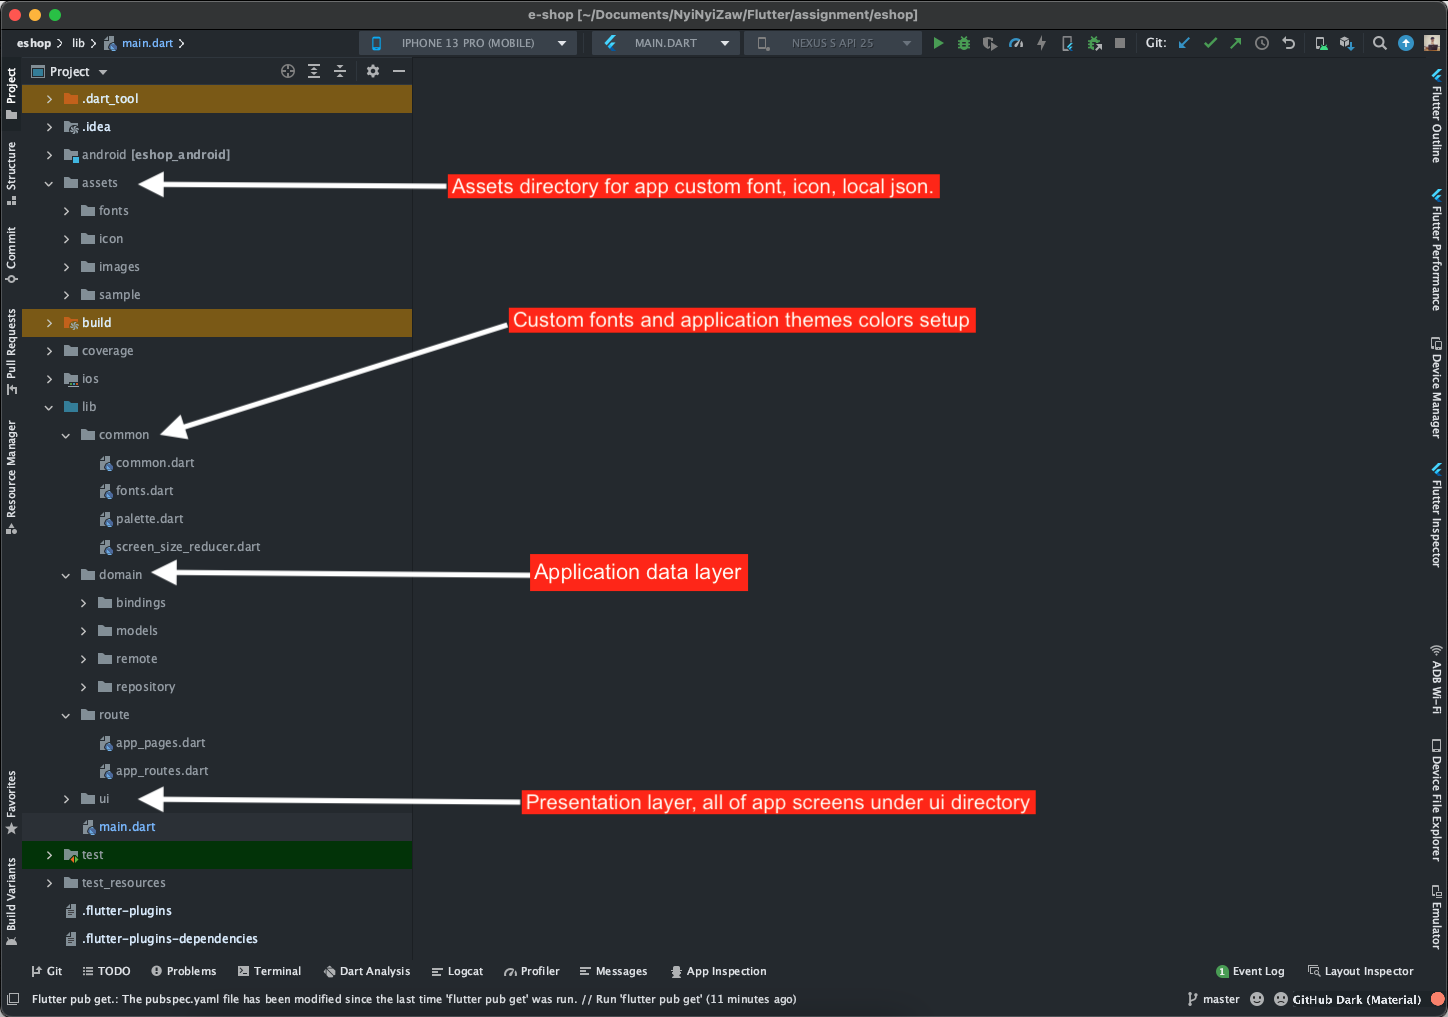 e-shop [~/Documents/NyiNyiZaw/Flutter/assignment/eshop]
eshop > lib > main.dart >
IPHONE 13 PRO (MOBILE)
MAIN.DART
NEXUS S API 25
Git:
Project
.dart_tool
.idea
android [eshop_android]
assets
Assets directory for app custom font, icon, local json.
fonts
icon
images
sample
build
Custom fonts and application themes colors setup
coverage
ios
lib
common
common.dart
fonts.dart
palette.dart
screen_size_reducer.dart
domain
Application data layer
bindings
models
remote
repository
route
app_pages.dart
app_routes.dart
ui
Presentation layer, all of app screens under ui directory
main.dart
test
test_resources
.flutter-plugins
.flutter-plugins-dependencies
Project
Structure
Commit
Pull Requests
Resource Manager
Favorites
Build Variants
Flutter Outline
Flutter Performance
Device Manager
Flutter Inspector
ADB Wi-Fi
Device File Explorer
Emulator
Git TODO Problems Terminal Dart Analysis Logcat Profiler Messages App Inspection
1 Event Log Layout Inspector
Flutter pub get.: The pubspec.yaml file has been modified since the last time 'flutter pub get' was run. // Run 'flutter pub get' (11 minutes ago)
master GitHub Dark (Material)